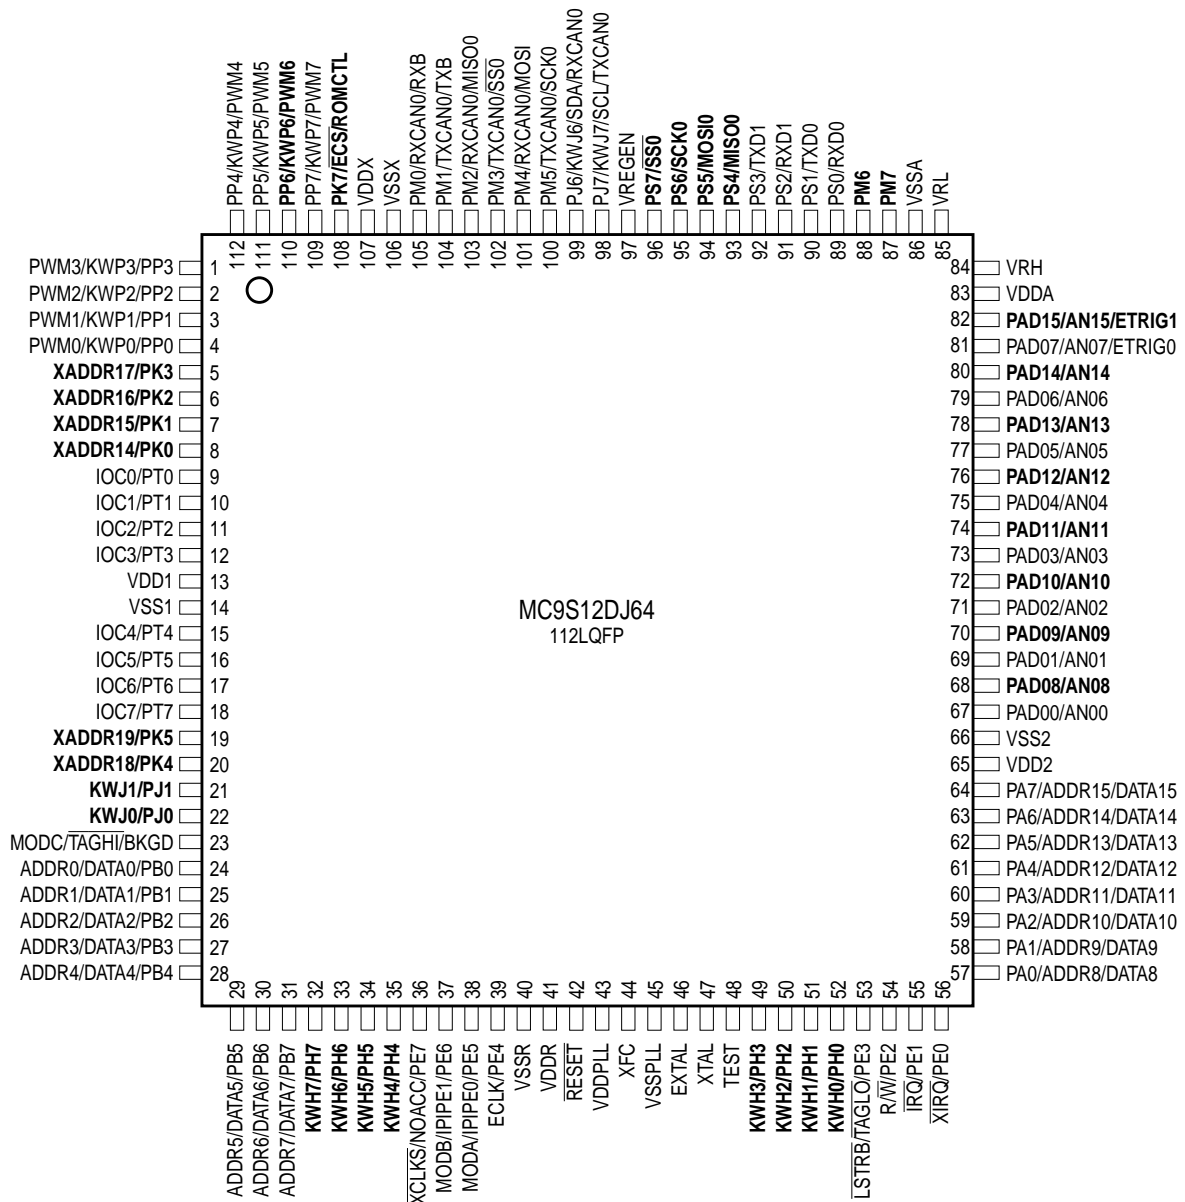 PP4/KWP4/PWM4
PP5/KWP5/PWM5
PP6/KWP6/PWM6
PP7/KWP7/PWM7
PK7/ECS/ROMCTL
VDDX
VSSX
PM0/RXCAN0/RXB
PM1/TXCAN0/TXB
PM2/RXCAN0/MISO0
PM3/TXCAN0/SS0
PM4/RXCAN0/MOSI
PM5/TXCAN0/SCK0
PJ6/KWJ6/SDA/RXCAN0
PJ7/KWJ7/SCL/TXCAN0
VREGEN
PS7/SS0
PS6/SCK0
PS5/MOSI0
PS4/MISO0
PS3/TXD1
PS2/RXD1
PS1/TXD0
PS0/RXD0
PM6
PM7
VSSA
VRL
112
111
110
109
108
107
106
105
104
103
102
101
100
99
98
97
96
95
94
93
92
91
90
89
88
87
86
85
PWM3/KWP3/PP3 1
PWM2/KWP2/PP2 2
PWM1/KWP1/PP1 3
PWM0/KWP0/PP0 4
XADDR17/PK3 5
XADDR16/PK2 6
XADDR15/PK1 7
XADDR14/PK0 8
IOC0/PT0 9
IOC1/PT1 10
IOC2/PT2 11
IOC3/PT3 12
VDD1 13
VSS1 14
IOC4/PT4 15
IOC5/PT5 16
IOC6/PT6 17
IOC7/PT7 18
XADDR19/PK5 19
XADDR18/PK4 20
KWJ1/PJ1 21
KWJ0/PJ0 22
MODC/TAGHI/BKGD 23
ADDR0/DATA0/PB0 24
ADDR1/DATA1/PB1 25
ADDR2/DATA2/PB2 26
ADDR3/DATA3/PB3 27
ADDR4/DATA4/PB4 28
MC9S12DJ64
112LQFP
84 VRH
83 VDDA
82 PAD15/AN15/ETRIG1
81 PAD07/AN07/ETRIG0
80 PAD14/AN14
79 PAD06/AN06
78 PAD13/AN13
77 PAD05/AN05
76 PAD12/AN12
75 PAD04/AN04
74 PAD11/AN11
73 PAD03/AN03
72 PAD10/AN10
71 PAD02/AN02
70 PAD09/AN09
69 PAD01/AN01
68 PAD08/AN08
67 PAD00/AN00
66 VSS2
65 VDD2
64 PA7/ADDR15/DATA15
63 PA6/ADDR14/DATA14
62 PA5/ADDR13/DATA13
61 PA4/ADDR12/DATA12
60 PA3/ADDR11/DATA11
59 PA2/ADDR10/DATA10
58 PA1/ADDR9/DATA9
57 PA0/ADDR8/DATA8
29
30
31
32
33
34
35
36
37
38
39
40
41
42
43
44
45
46
47
48
49
50
51
52
53
54
55
56
ADDR5/DATA5/PB5
ADDR6/DATA6/PB6
ADDR7/DATA7/PB7
KWH7/PH7
KWH6/PH6
KWH5/PH5
KWH4/PH4
XCLKS/NOACC/PE7
MODB/IPIPE1/PE6
MODA/IPIPE0/PE5
ECLK/PE4
VSSR
VDDR
RESET
VDDPLL
XFC
VSSPLL
EXTAL
XTAL
TEST
KWH3/PH3
KWH2/PH2
KWH1/PH1
KWH0/PH0
LSTRB/TAGLO/PE3
R/W/PE2
IRQ/PE1
XIRQ/PE0